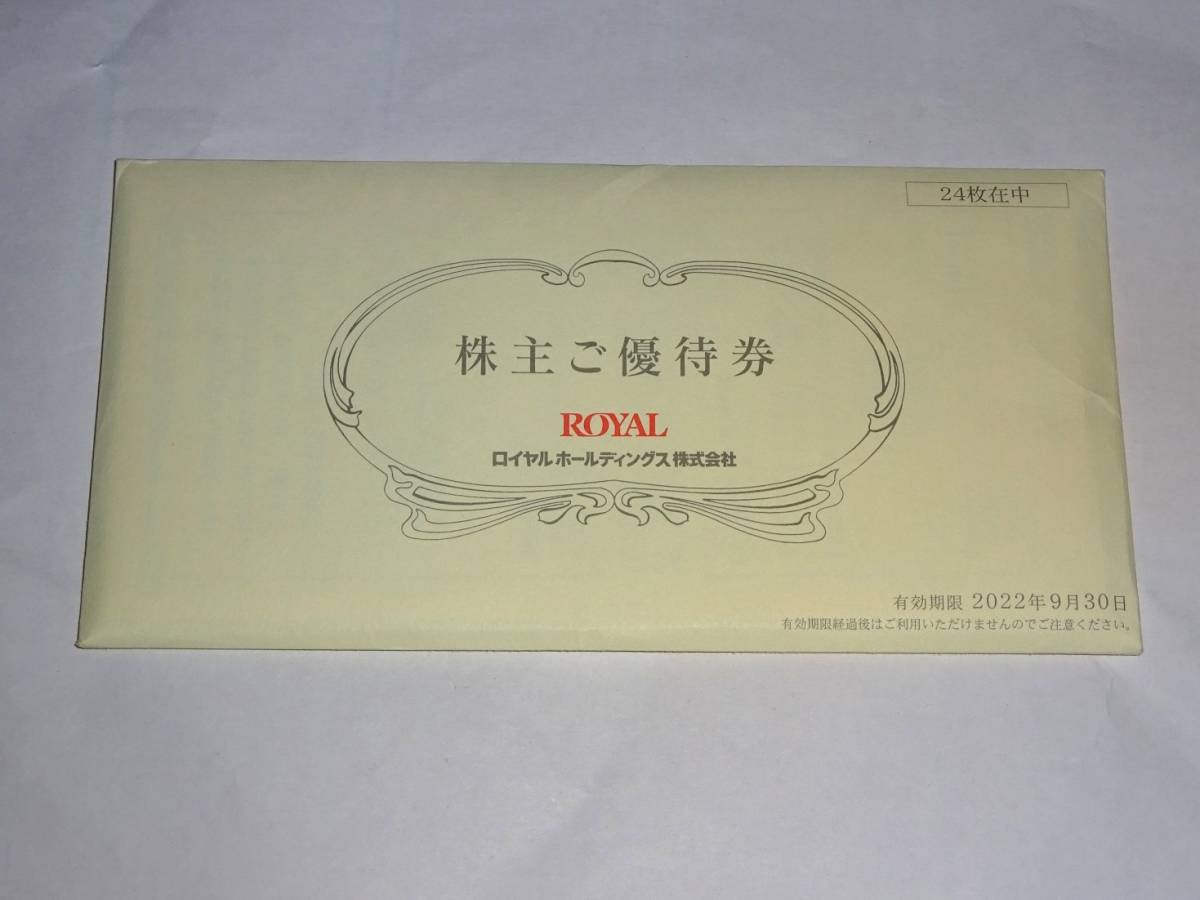 24枚在中
株主ご優待券
ROYAL
ロイヤルホールディングス株式会社
有効期限 2022年9月30日
有効期限経過後はご利用いただけませんのでご注意ください。